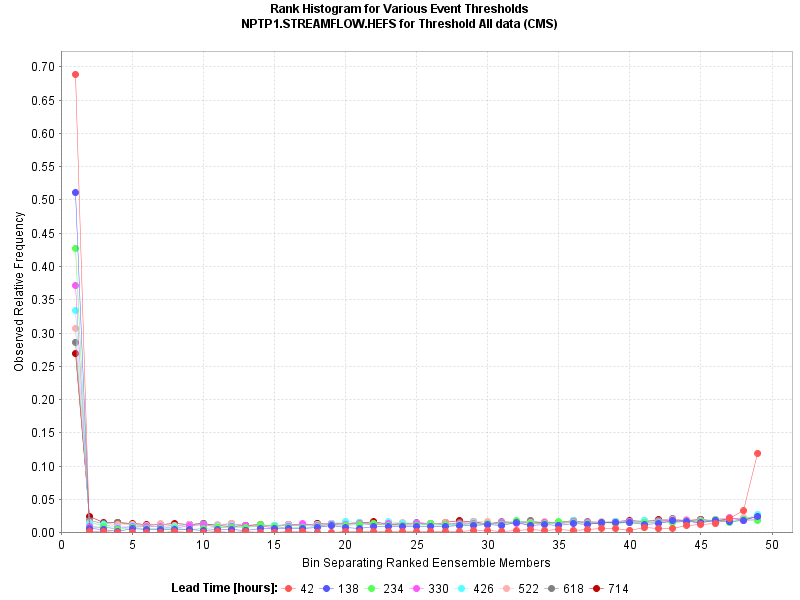 Rank Histogram for Various Event Thresholds
NPTP1.STREAMFLOW.HEFS for Threshold All data (CMS)
0.70
0.65
0.60
0.55
0.50
0.45
0.40
0.35
0.30
0.25
0.20
0.15
0.10
0.05
0.00
Observed Relative Frequency
0 5 10 15 20 25 30 35 40 45 50
Bin Separating Ranked Eensemble Members
Lead Time [hours]: 42 138 234 330 426 522 618 714